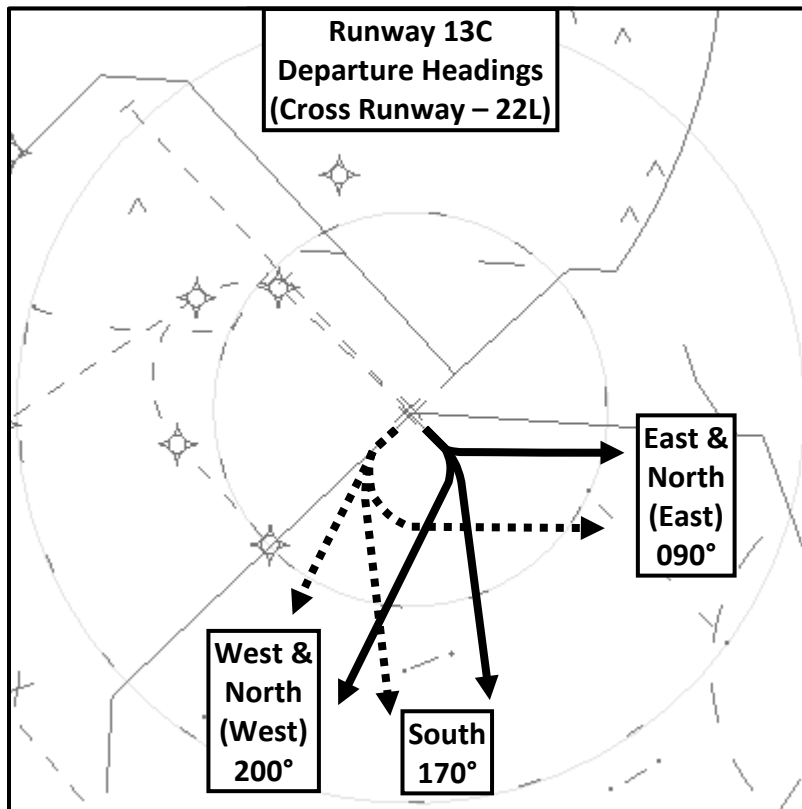 Runway 13C
Departure Headings
(Cross Runway – 22L)
East &
North
(East)
090°
West &
North
(West)
200°
South
170°